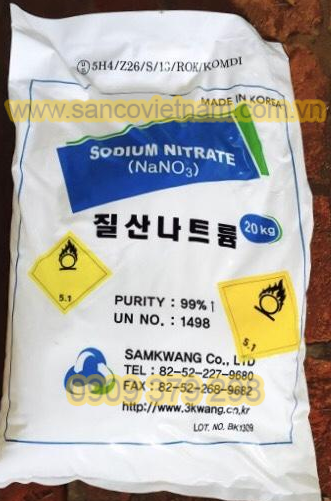 5H4/Z26/S/13/ROK/KOMDI
www.sancovietnam.com.vn
MADE IN KOREA
SODIUM NITRATE
(NaNO₃)
질산나트륨
20 kg
5.1
5.1
PURITY : 99%↑
UN NO. : 1498
SAMKWANG Co., LTD
TEL : 82-52-227-9680
FAX : 82-52-268-9682
http://www.3kwang.co.kr
LOT. NO. BK1309